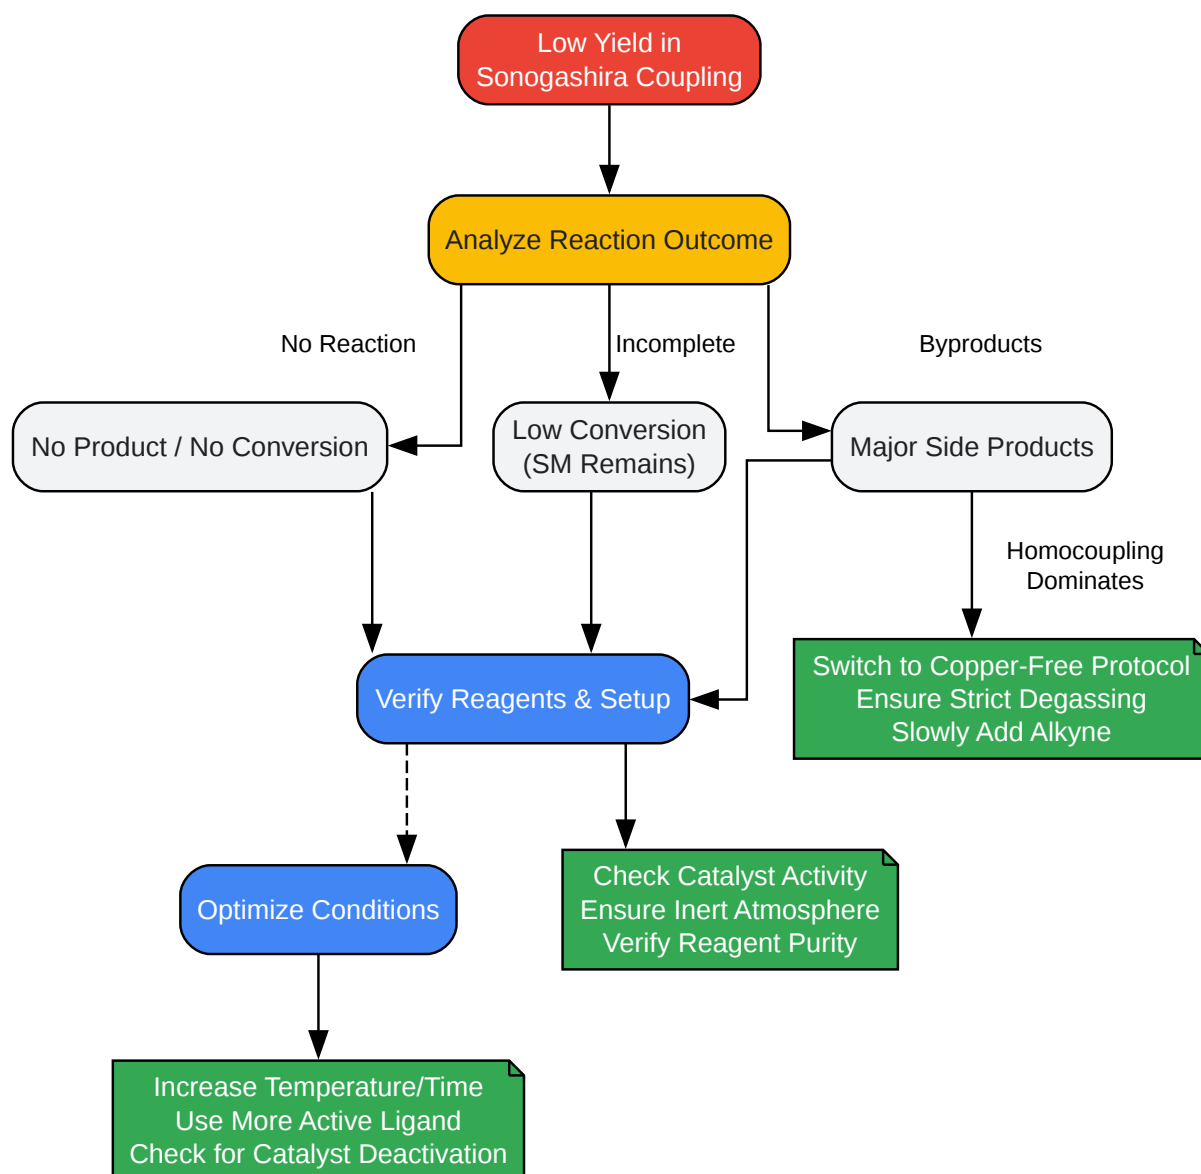 Low Yield in
Sonogashira Coupling
Analyze Reaction Outcome
No Reaction
Incomplete
Byproducts
No Product / No Conversion
Low Conversion
(SM Remains)
Major Side Products
Homocoupling
Dominates
Verify Reagents & Setup
Switch to Copper-Free Protocol
Ensure Strict Degassing
Slowly Add Alkyne
Optimize Conditions
Check Catalyst Activity
Ensure Inert Atmosphere
Verify Reagent Purity
Increase Temperature/Time
Use More Active Ligand
Check for Catalyst Deactivation